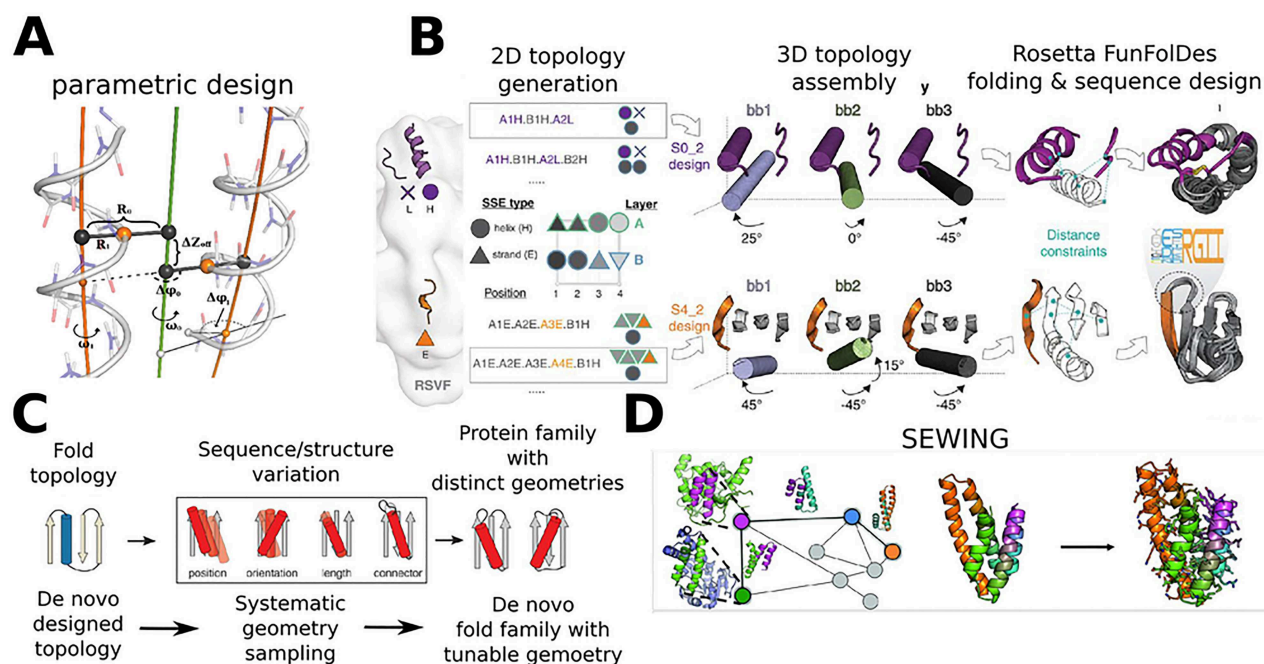 A
parametric design
R₀
R₁
ΔZₒff
Δφ₀
Δφ₁
ω₀
ω₁
B
2D topology
generation
3D topology
assembly
y
Rosetta FunFolDes
folding & sequence design
A1H.B1H.A2L
A1H.B1H.A2L.B2H
.....
L H
SSE type
Layer
helix (H)
strand (E)
A
B
Position
1 2 3 4
A1E.A2E.A3E.B1H
A1E.A2E.A3E.A4E.B1H
.....
E
RSVF
S0_2
design
bb1
bb2
bb3
25°
0°
-45°
S4_2
design
bb1
bb2
bb3
15°
45°
-45°
-45°
Distance
constraints
RGII
C
Fold
topology
Sequence/structure
variation
Protein family
with
distinct geometries
position
orientation
length
connector
De novo
designed
topology
Systematic
geometry
sampling
De novo
fold family with
tunable gemoetry
D
SEWING